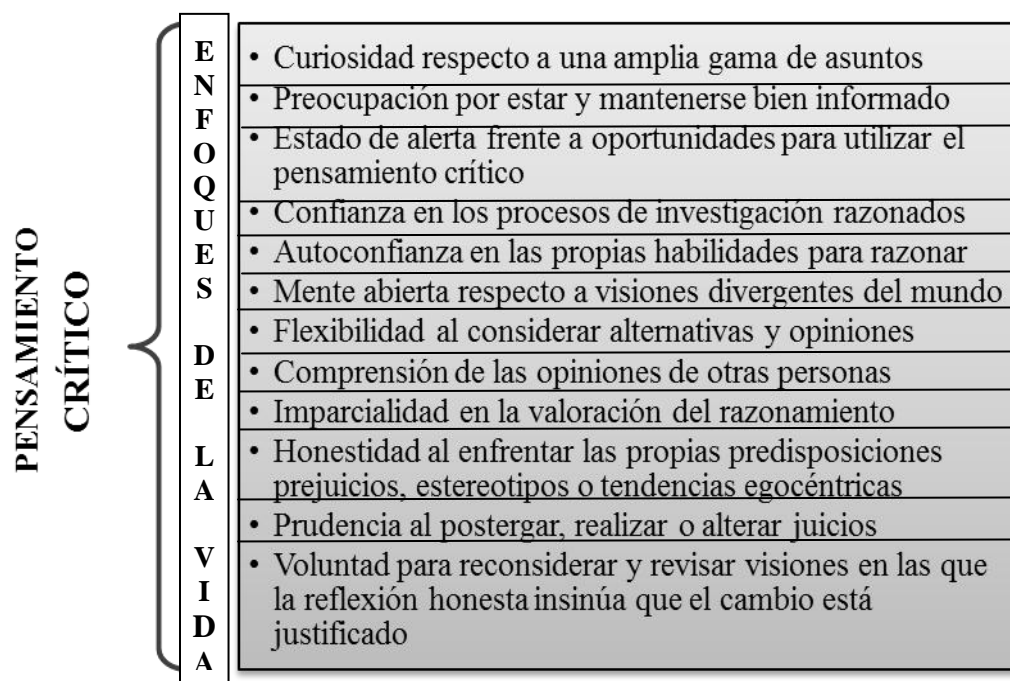 PENSAMIENTO
CRÍTICO
ENFOQUES DE LA VIDA
• Curiosidad respecto a una amplia gama de asuntos
• Preocupación por estar y mantenerse bien informado
• Estado de alerta frente a oportunidades para utilizar el
pensamiento crítico
• Confianza en los procesos de investigación razonados
• Autoconfianza en las propias habilidades para razonar
• Mente abierta respecto a visiones divergentes del mundo
• Flexibilidad al considerar alternativas y opiniones
• Comprensión de las opiniones de otras personas
• Imparcialidad en la valoración del razonamiento
• Honestidad al enfrentar las propias predisposiciones
prejuicios, estereotipos o tendencias egocéntricas
• Prudencia al postergar, realizar o alterar juicios
• Voluntad para reconsiderar y revisar visiones en las que
la reflexión honesta insinúa que el cambio está
justificado